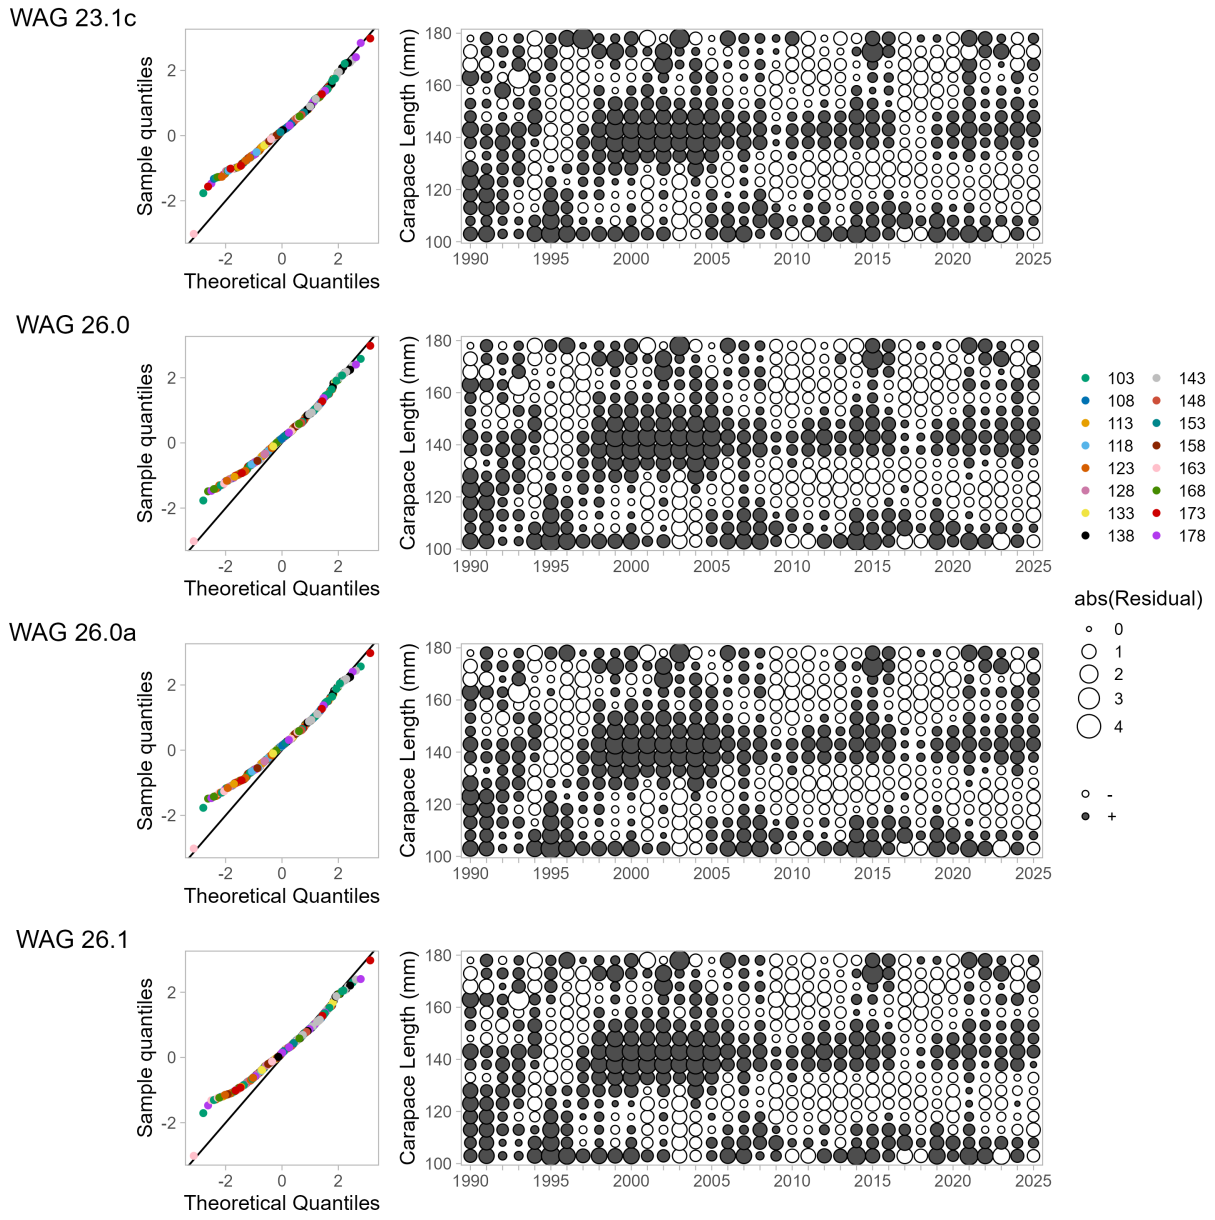 WAG 23.1c
Sample quantiles
2
0
-2
-2 0 2
Theoretical Quantiles
Carapace Length (mm)
180
160
140
120
100
1990 1995 2000 2005 2010 2015 2020 2025
WAG 26.0
Sample quantiles
2
0
-2
-2 0 2
Theoretical Quantiles
Carapace Length (mm)
180
160
140
120
100
1990 1995 2000 2005 2010 2015 2020 2025
WAG 26.0a
Sample quantiles
2
0
-2
-2 0 2
Theoretical Quantiles
Carapace Length (mm)
180
160
140
120
100
1990 1995 2000 2005 2010 2015 2020 2025
WAG 26.1
Sample quantiles
2
0
-2
-2 0 2
Theoretical Quantiles
Carapace Length (mm)
180
160
140
120
100
1990 1995 2000 2005 2010 2015 2020 2025
103 143
108 148
113 153
118 158
123 163
128 168
133 173
138 178
abs(Residual)
0
1
2
3
4
-
+